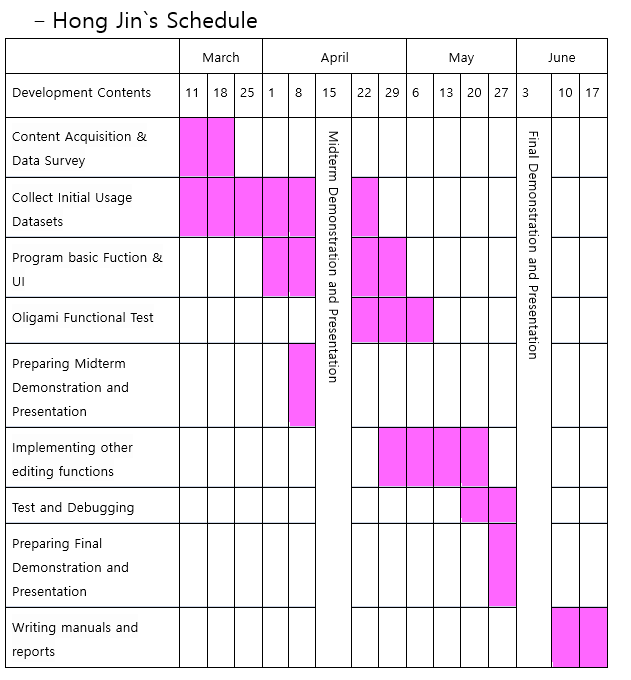 – Hong Jin`s Schedule
March April May June
Development Contents 11 18 25 1 8 15 22 29 6 13 20 27 3 10 17
Content Acquisition &
Data Survey
Collect Initial Usage
Datasets
Program basic Fuction &
UI
Oligami Functional Test
Preparing Midterm
Demonstration and
Presentation
Implementing other
editing functions
Test and Debugging
Preparing Final
Demonstration and
Presentation
Writing manuals and
reports
Midterm Demonstration and Presentation
Final Demonstration and Presentation